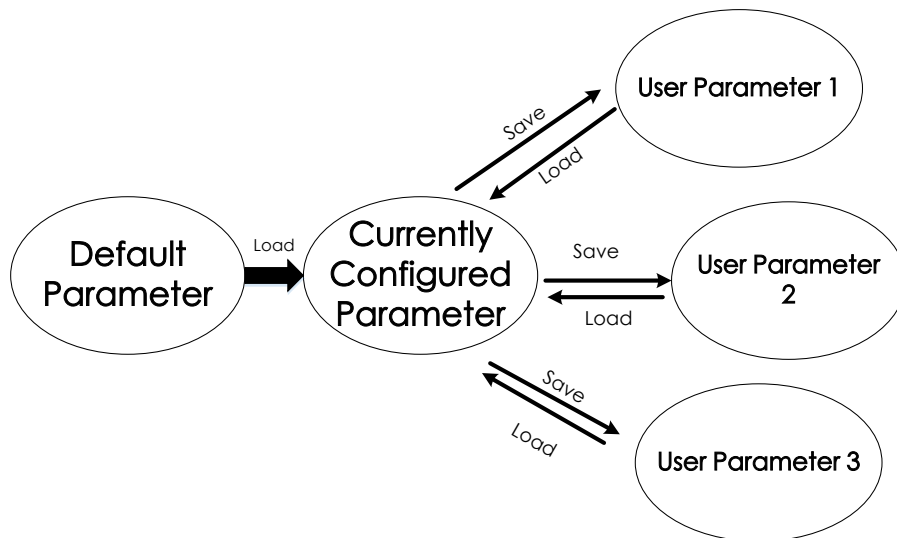 Default
Parameter
Load
Currently
Configured
Parameter
Save
Load
User Parameter 1
Save
Load
User Parameter
2
Save
Load
User Parameter 3